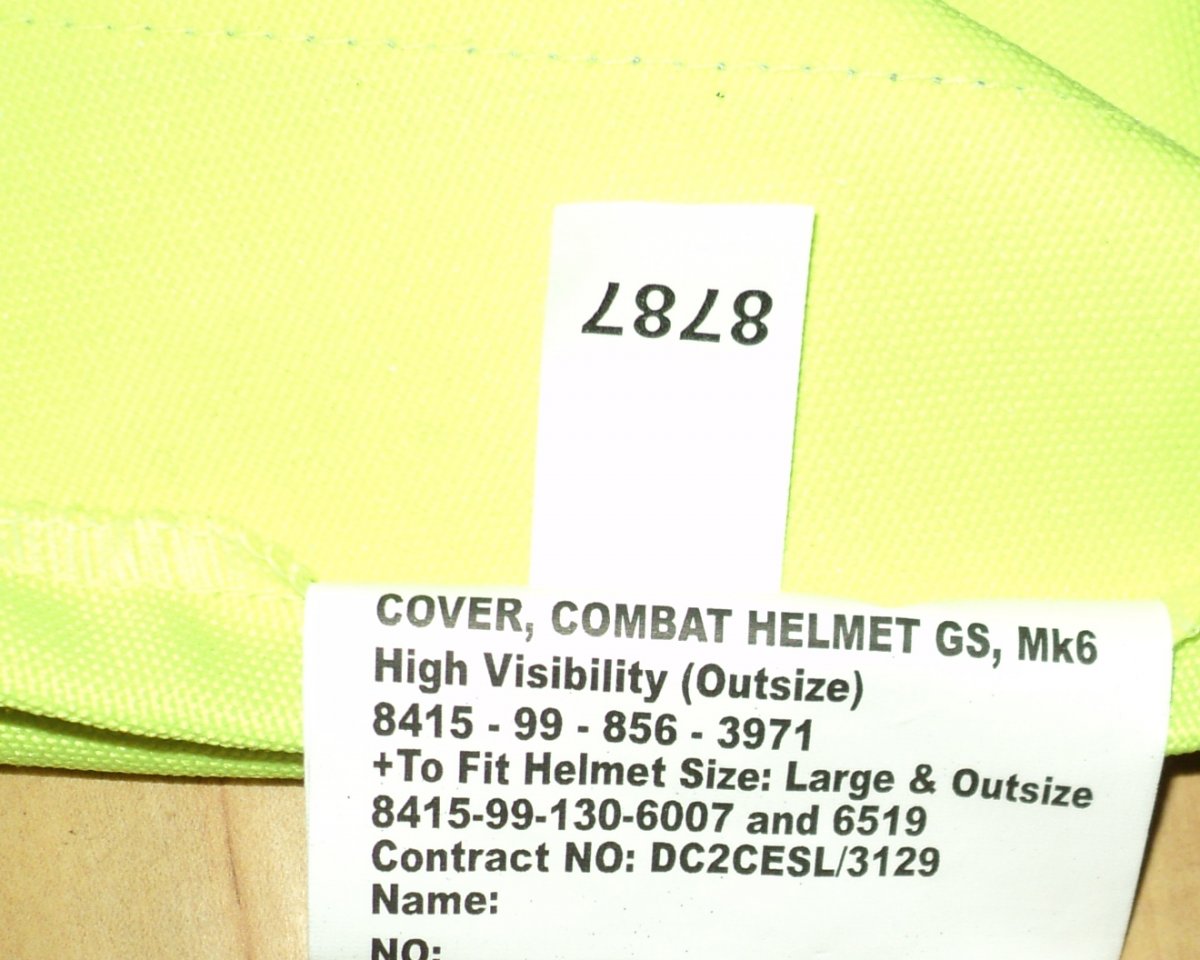 8787
COVER, COMBAT HELMET GS, Mk6
High Visibility (Outsize)
8415 - 99 - 856 - 3971
+To Fit Helmet Size: Large & Outsize
8415-99-130-6007 and 6519
Contract NO: DC2CESL/3129
Name:
NO: